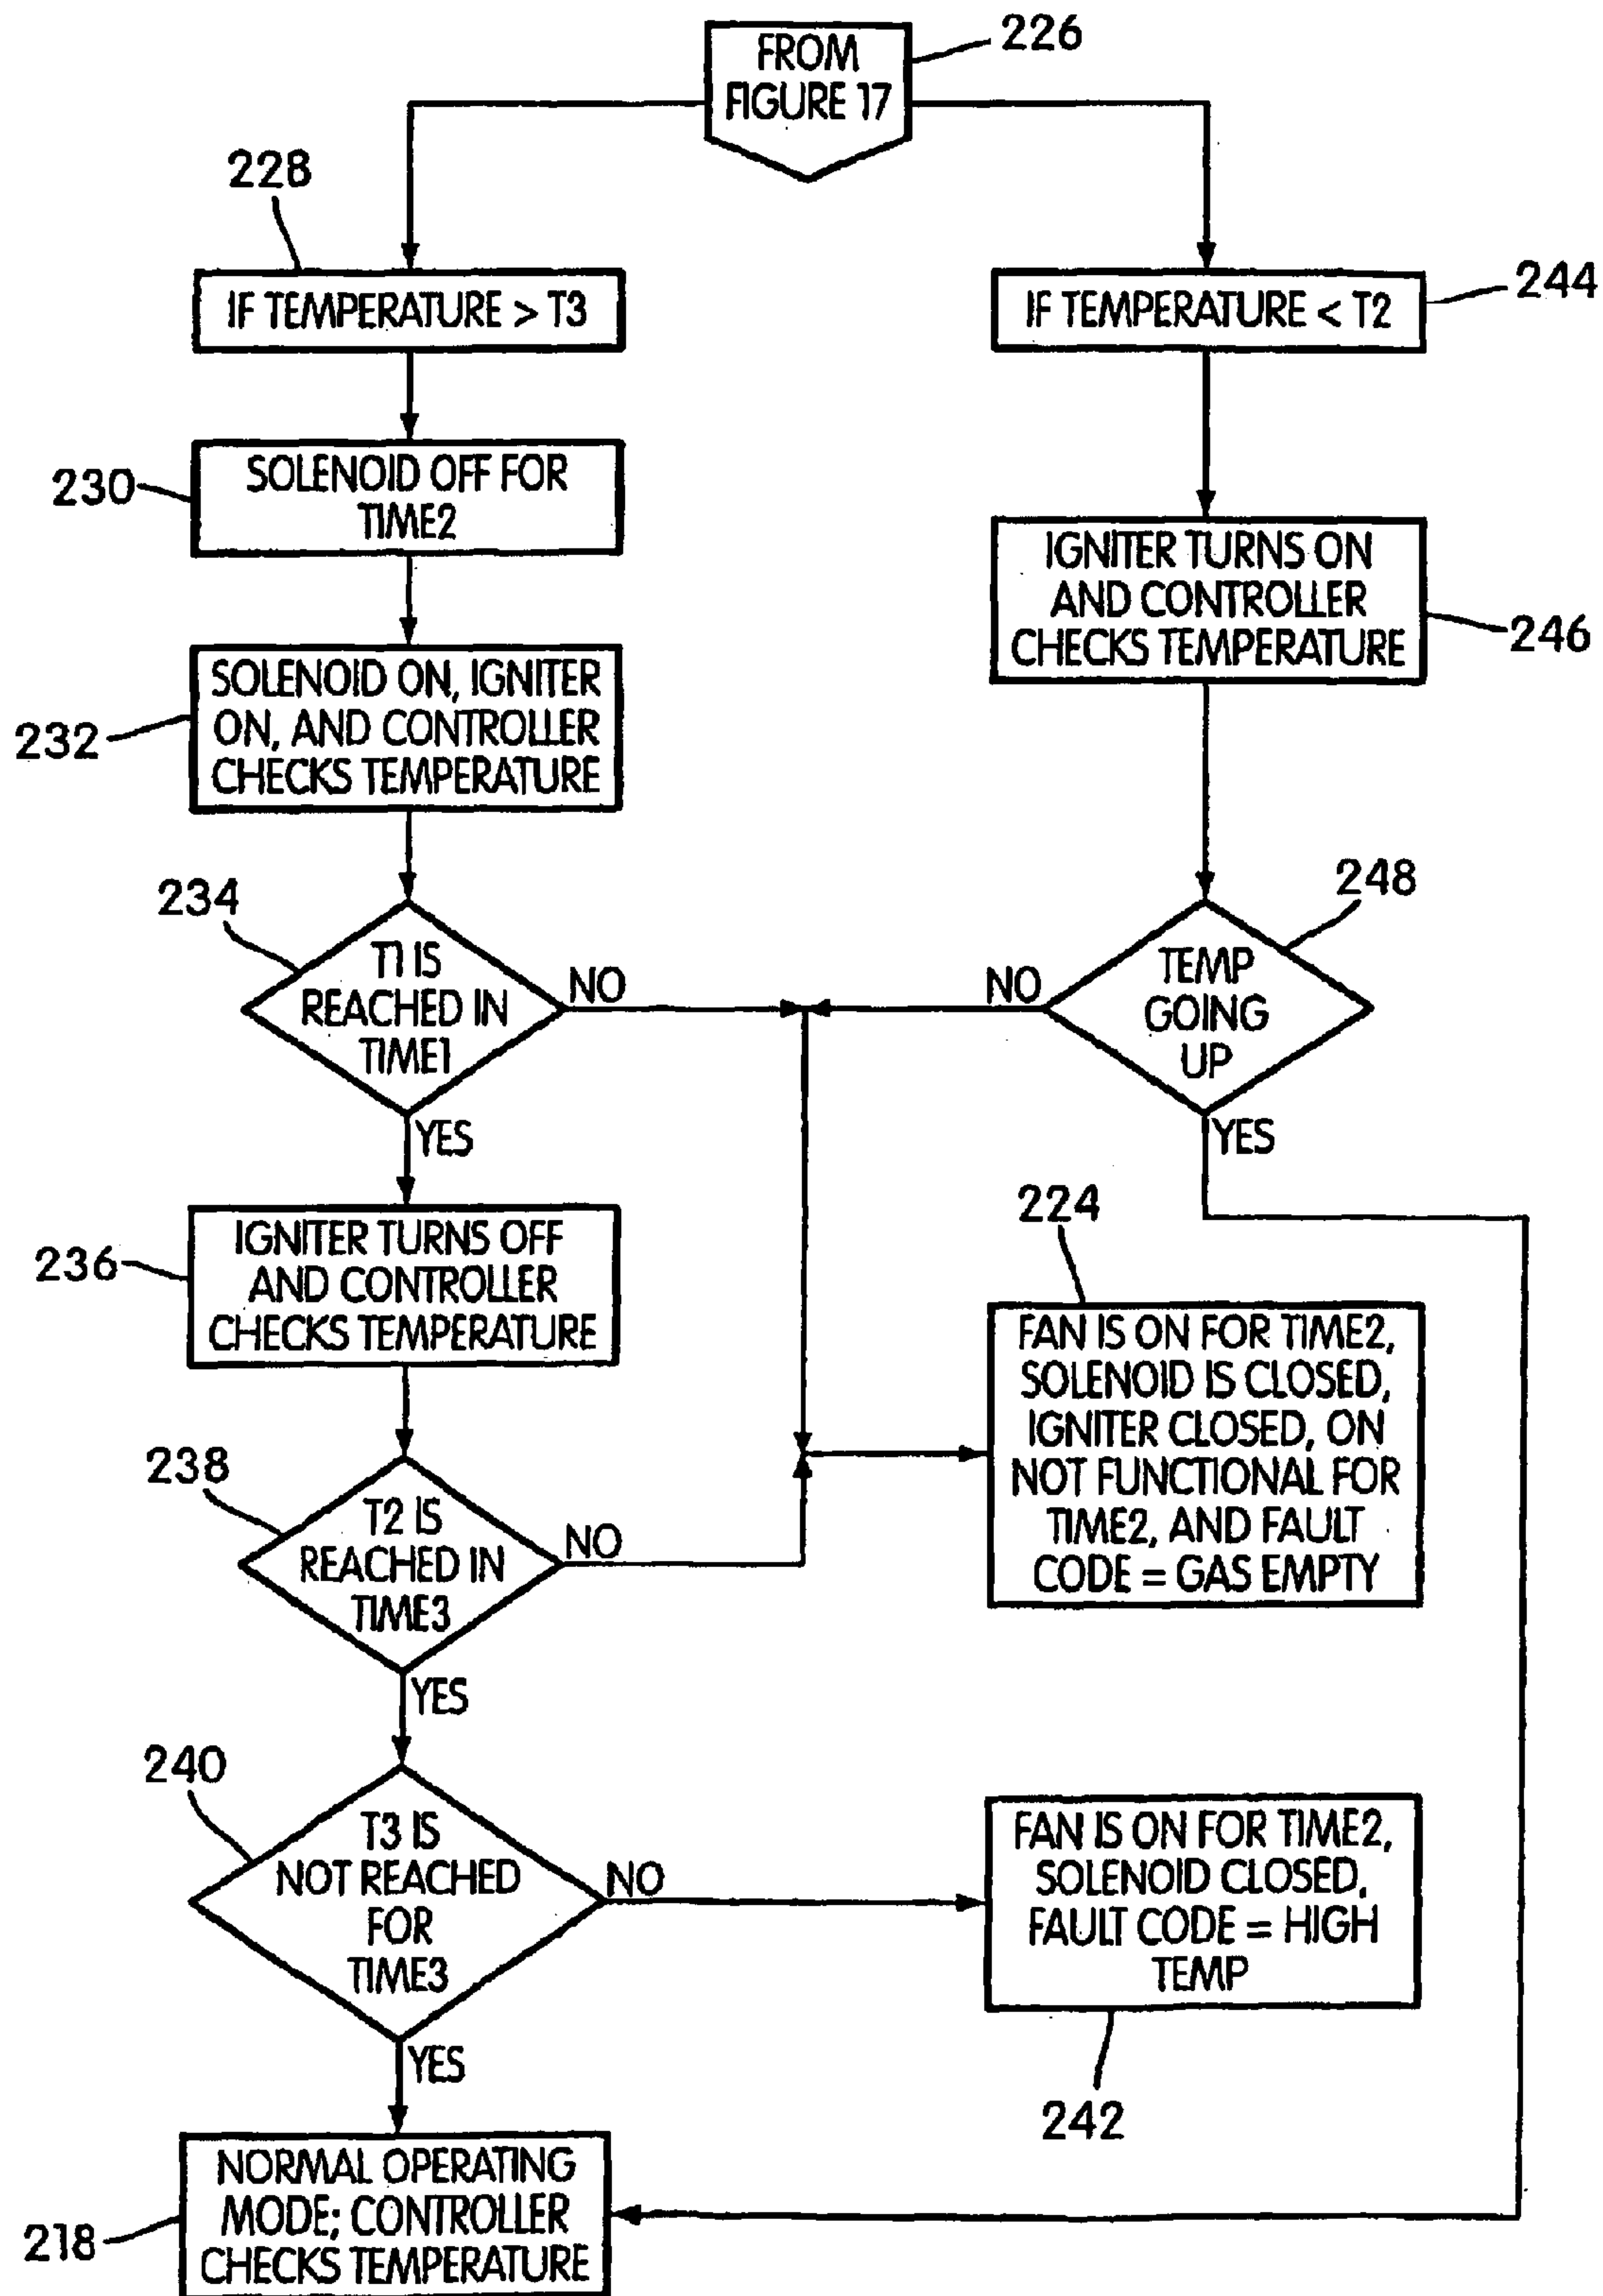 FROM
FIGURE 17
226
228
IF TEMPERATURE > T3
IF TEMPERATURE < T2
244
230
SOLENOID OFF FOR
TIME2
232
SOLENOID ON, IGNITER
ON, AND CONTROLLER
CHECKS TEMPERATURE
IGNITER TURNS ON
AND CONTROLLER
CHECKS TEMPERATURE
246
234
T1 IS
REACHED IN
TIME1
NO
YES
248
TEMP
GOING
UP
NO
YES
236
IGNITER TURNS OFF
AND CONTROLLER
CHECKS TEMPERATURE
224
FAN IS ON FOR TIME2,
SOLENOID IS CLOSED,
IGNITER CLOSED, ON
NOT FUNCTIONAL FOR
TIME2, AND FAULT
CODE = GAS EMPTY
238
T2 IS
REACHED IN
TIME3
NO
YES
240
T3 IS
NOT REACHED
FOR
TIME3
NO
YES
FAN IS ON FOR TIME2,
SOLENOID CLOSED,
FAULT CODE = HIGH
TEMP
242
218
NORMAL OPERATING
MODE; CONTROLLER
CHECKS TEMPERATURE